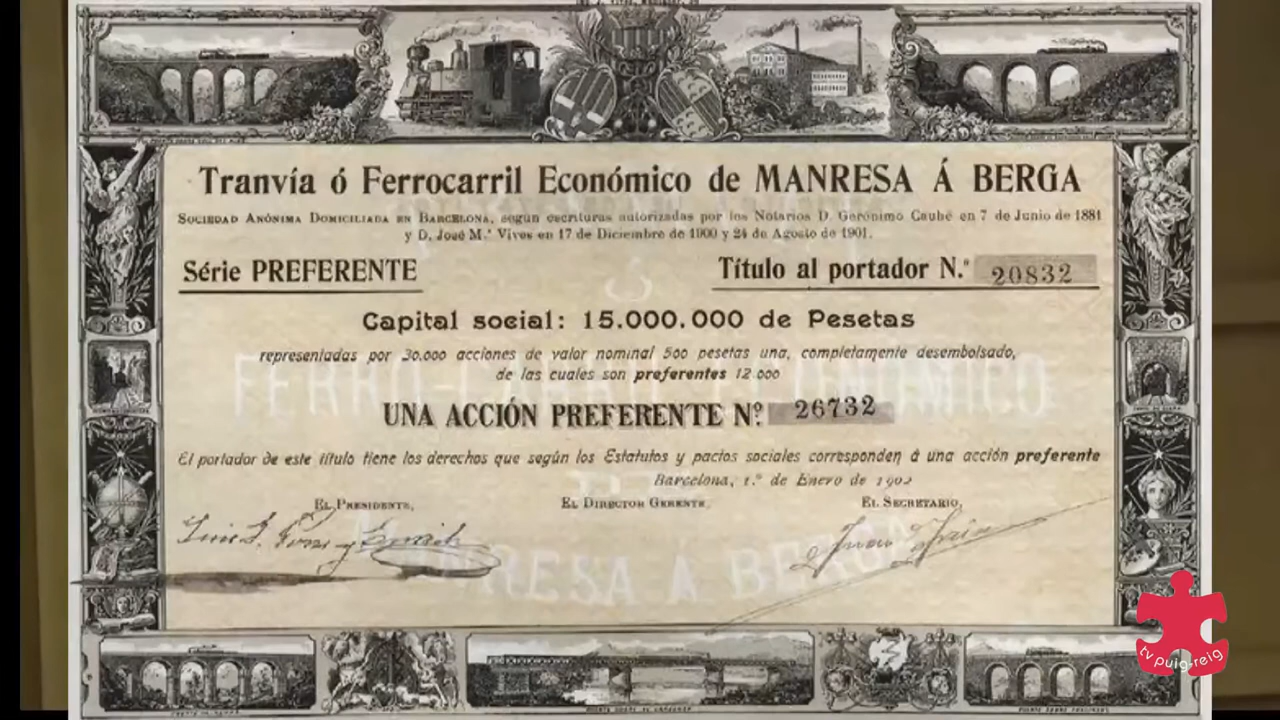 Tranvía ó Ferrocarril Económico de MANRESA Á BERGA
SOCIEDAD ANÓNIMA DOMICILIADA EN BARCELONA, según escrituras autorizadas por los Notarios D. Gerónimo Cauhé en 7 de Junio de 1881
y D. José M.ª Vives en 17 de Diciembre de 1900 y 24 de Agosto de 1901.
Série PREFERENTE
Título al portador N.º 20832
Capital social: 15.000.000 de Pesetas
representadas por 30.000 acciones de valor nominal 500 pesetas una, completamente desembolsado,
de las cuales son preferentes 12.000
FERRO-CARRIL ECONÓMICO
UNA ACCIÓN PREFERENTE Nº. 26732
El portador de este título tiene los derechos que según los Estatutos y pactos sociales corresponden á una acción preferente
Barcelona, 1.º de Enero de 1902
EL PRESIDENTE,
EL DIRECTOR GERENTE,
EL SECRETARIO,
MANRESA A BERGA
tv puig-reig